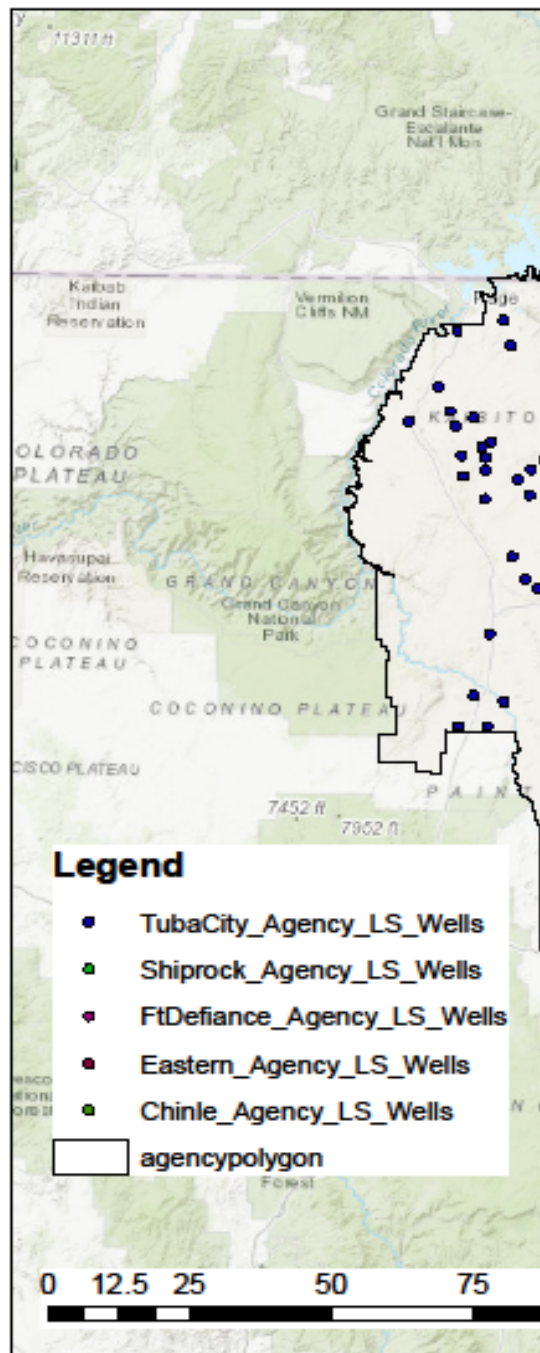 y
11311 ft
Grand Staircase-
Escalante
Nat'l Mon
Kaibab
Indian
Reservation
Vermilion
Cliffs NM
Page
Colorado River
OLORADO
PLATEAU
Havasupai
Reservation
GRAND CANYON
Grand Canyon
National
Park
COCONINO
PLATEAU
COCONINO PLATEAU
CISCO PLATEAU
PAINT
7452 ft
7952 ft
Legend
TubaCity_Agency_LS_Wells
Shiprock_Agency_LS_Wells
FtDefiance_Agency_LS_Wells
Eastern_Agency_LS_Wells
Chinle_Agency_LS_Wells
agencypolygon
Forest
0 12.5 25 50 75